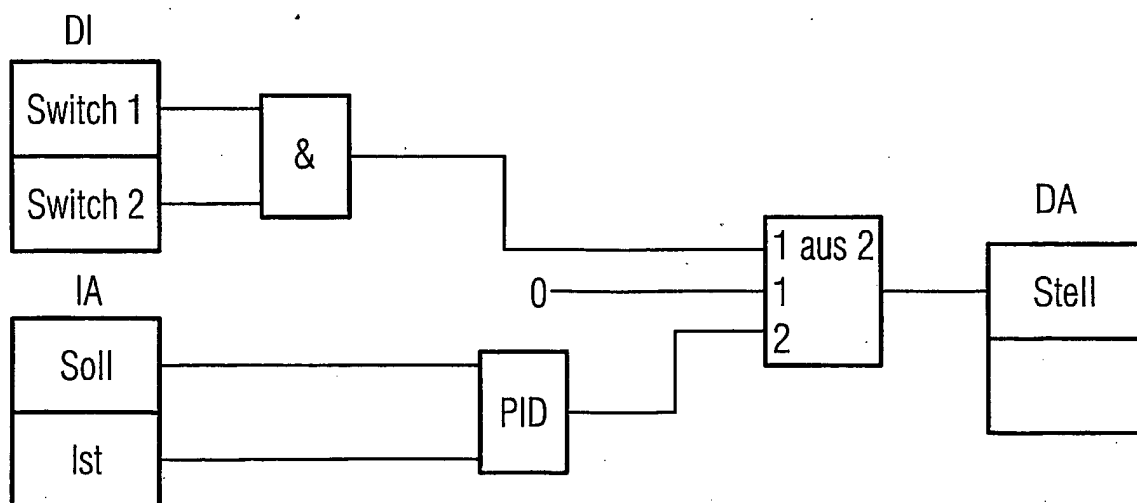 DI
Switch 1
Switch 2
&
IA
Soll
Ist
PID
0
1 aus 2
1
2
DA
Stell